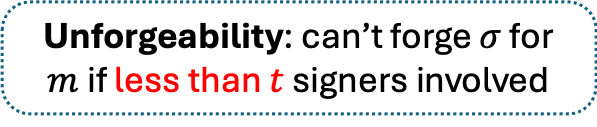 Unforgeability: can’t forge σ for
m if less than t signers involved